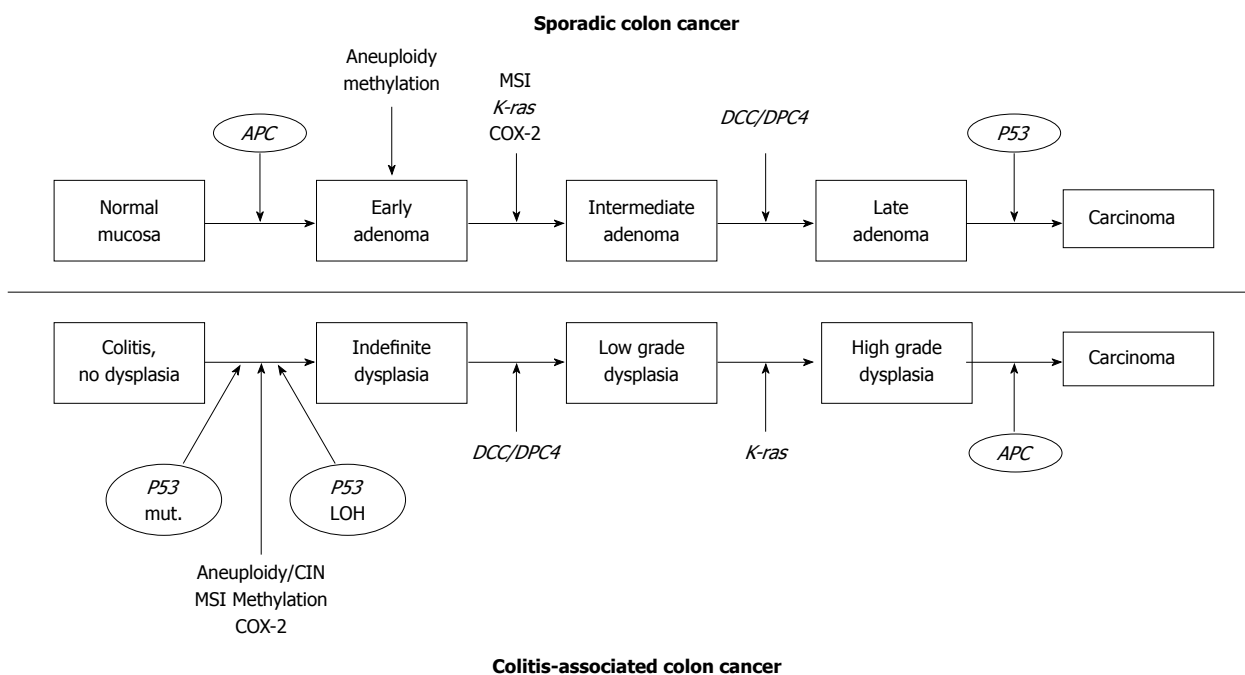 Sporadic colon cancer
Aneuploidy
methylation
MSI
K-ras
COX-2
DCC/DPC4
APC
P53
Normal
mucosa
Early
adenoma
Intermediate
adenoma
Late
adenoma
Carcinoma
Colitis,
no dysplasia
Indefinite
dysplasia
Low grade
dysplasia
High grade
dysplasia
Carcinoma
P53
mut.
P53
LOH
DCC/DPC4
K-ras
APC
Aneuploidy/CIN
MSI Methylation
COX-2
Colitis-associated colon cancer